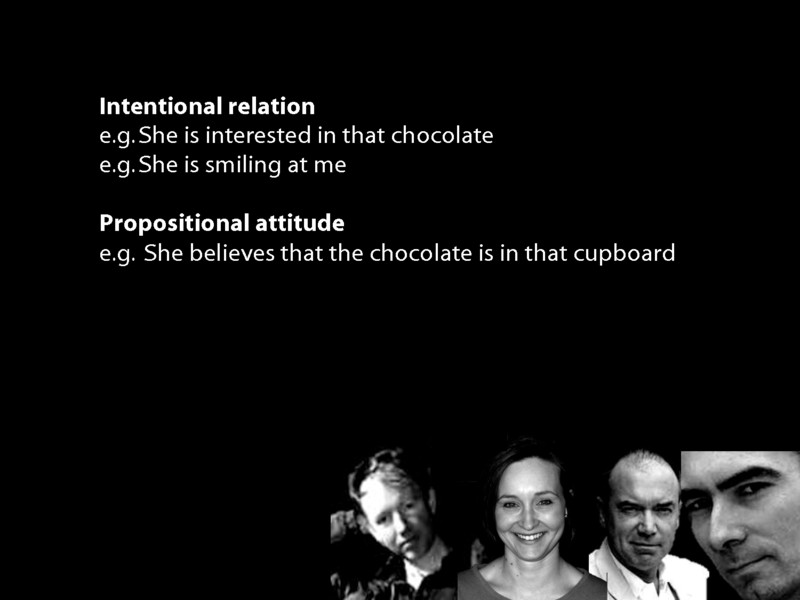 Intentional relation
e.g. She is interested in that chocolate
e.g. She is smiling at me
Propositional attitude
e.g. She believes that the chocolate is in that cupboard